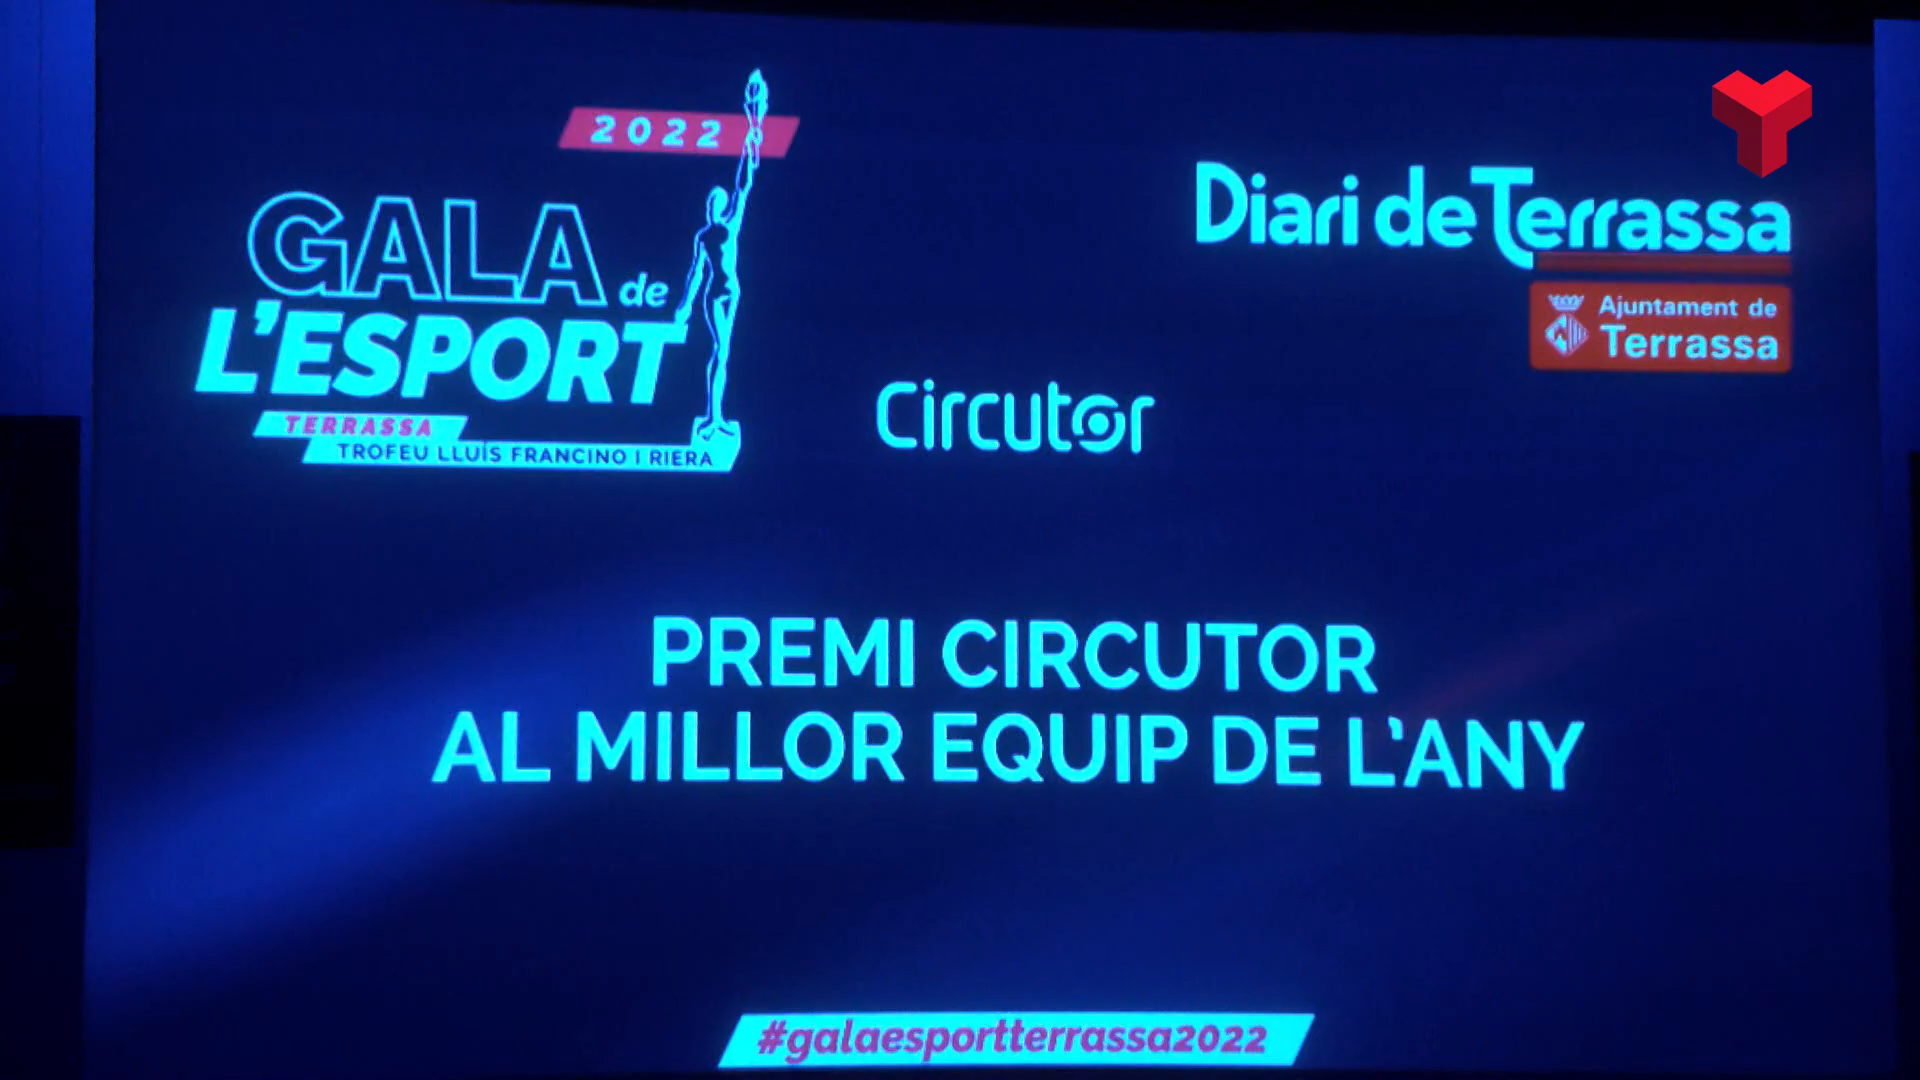 2022
GALA de
L'ESPORT
TERRASSA
TROFEU LLUÍS FRANCINO I RIERA
Diari de Terrassa
Ajuntament de
Terrassa
Circutor
PREMI CIRCUTOR
AL MILLOR EQUIP DE L'ANY
#galaesportterrassa2022